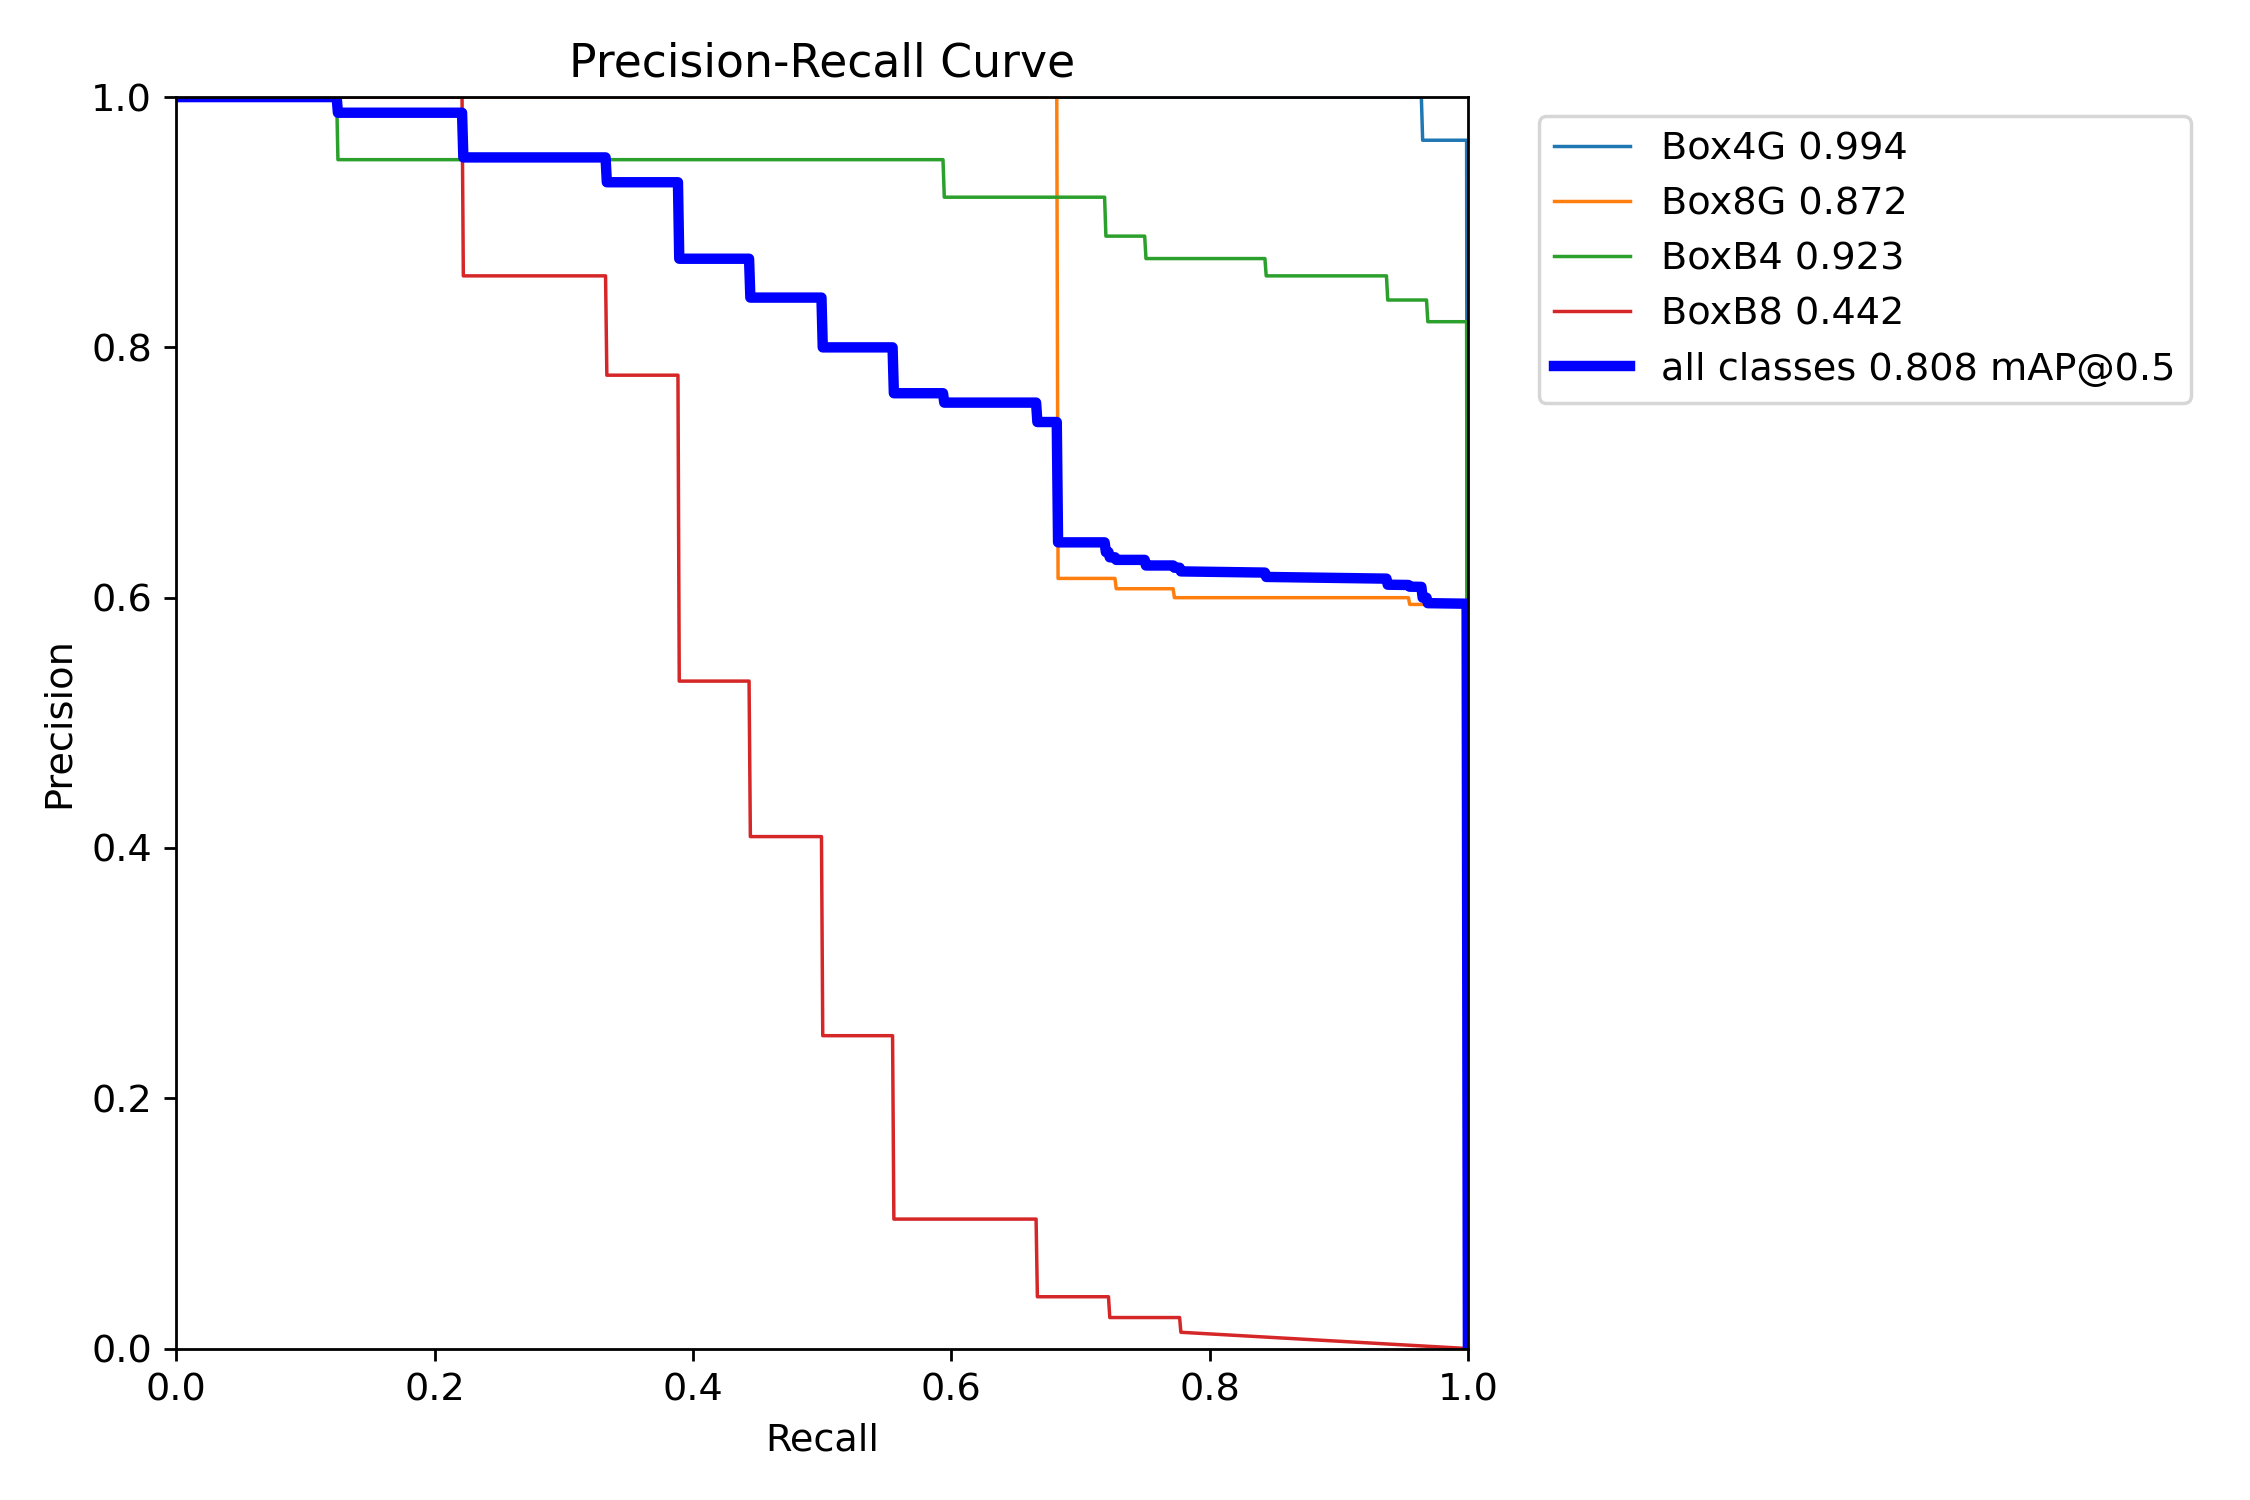 Precision-Recall Curve
1.0
0.8
0.6
0.4
0.2
0.0
Precision
0.0 0.2 0.4 0.6 0.8 1.0
Recall
Box4G 0.994
Box8G 0.872
BoxB4 0.923
BoxB8 0.442
all classes 0.808 mAP@0.5